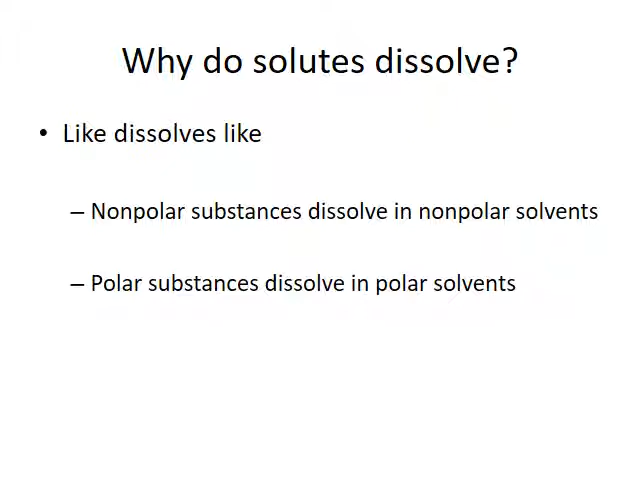 Why do solutes dissolve?
• Like dissolves like
– Nonpolar substances dissolve in nonpolar solvents
– Polar substances dissolve in polar solvents